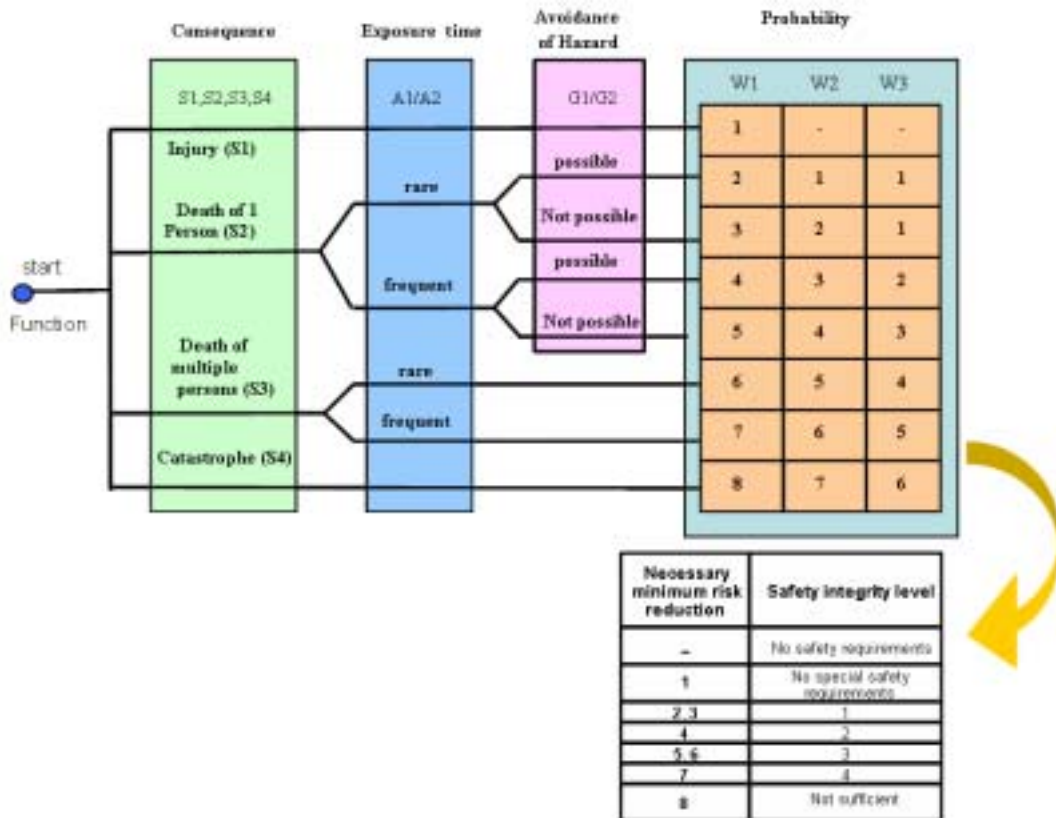 Consequence
Exposure time
Avoidance
of Hazard
Probability
S1,S2,S3,S4
A1/A2
G1/G2
W1 W2 W3
Injury (S1)
Death of 1
Person (S2)
Death of
multiple
persons (S3)
Catastrophe (S4)
start
Function
rare
frequent
rare
frequent
possible
Not possible
possible
Not possible
1 - -
2 1 1
3 2 1
4 3 2
5 4 3
6 5 4
7 6 5
8 7 6
Necessary
minimum risk
reduction
Safety integrity level
- No safety requirements
1 No special safety
requirements
2, 3 1
4 2
5, 6 3
7 4
8 Not sufficient